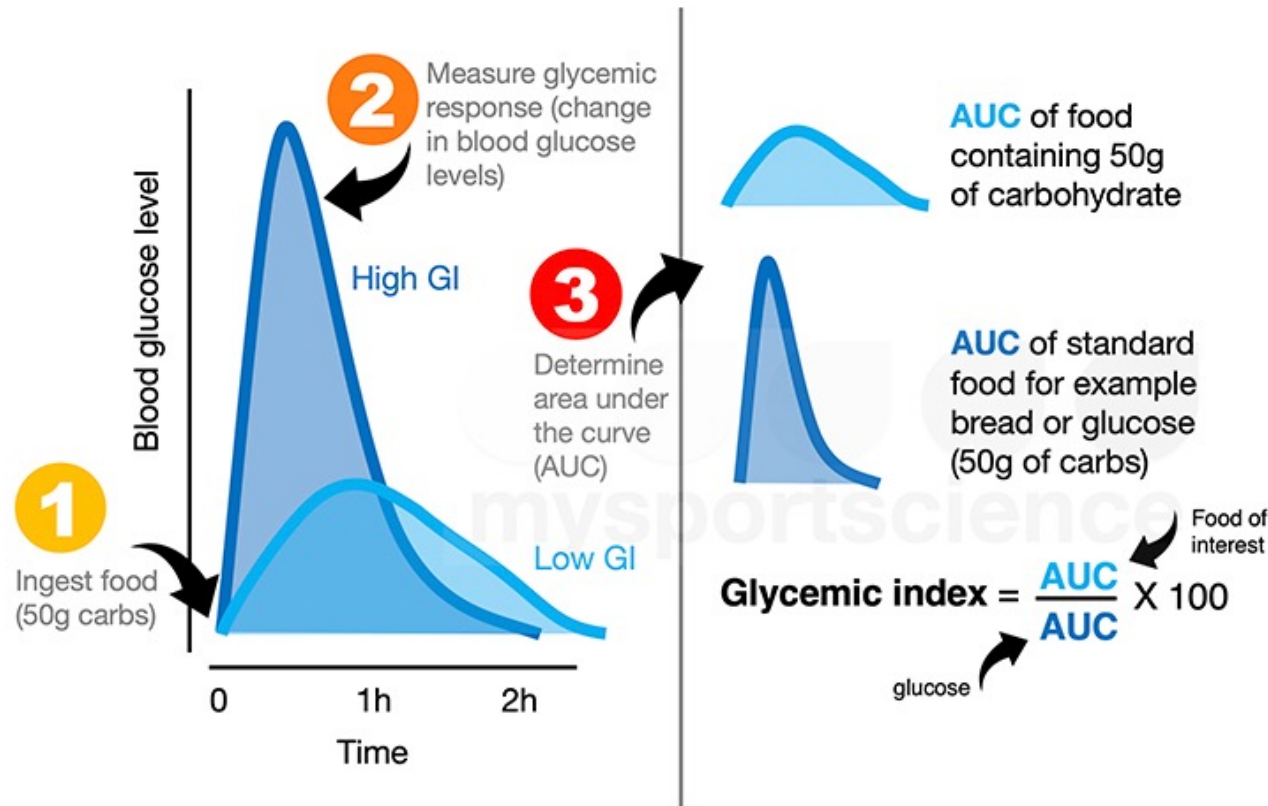 2
Measure glycemic
response (change
in blood glucose
levels)
Blood glucose level
High GI
Low GI
1
Ingest food
(50g carbs)
0
1h
2h
Time
3
Determine
area under
the curve
(AUC)
AUC of food
containing 50g
of carbohydrate
AUC of standard
food for example
bread or glucose
(50g of carbs)
mysportscience
Food of
interest
Glycemic index = AUC
AUC X 100
glucose